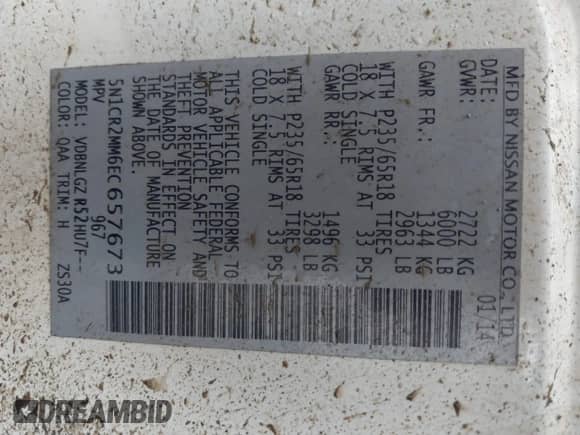 MFD BY NISSAN MOTOR CO., LTD.
DATE: 01/14
GVWR: 2722 KG
6000 LB
GAWR FR.: 1344 KG
2963 LB
WITH P235/65R18 TIRES
18 X 7.5 RIMS AT 33 PSI
COLD SINGLE
GAWR RR.: 1496 KG
3298 LB
WITH P235/65R18 TIRES
18 X 7.5 RIMS AT 33 PSI
COLD SINGLE
THIS VEHICLE CONFORMS TO
ALL APPLICABLE FEDERAL
MOTOR VEHICLE SAFETY AND
THEFT PREVENTION
STANDARDS IN EFFECT ON
THE DATE OF MANUFACTURE
SHOWN ABOVE.
5N1CR2MM6EC657673
MPV 967
MODEL: VDBNLGZ R52HU7F--
COLOR: QAA TRIM: H ZS30A
DREAMBID